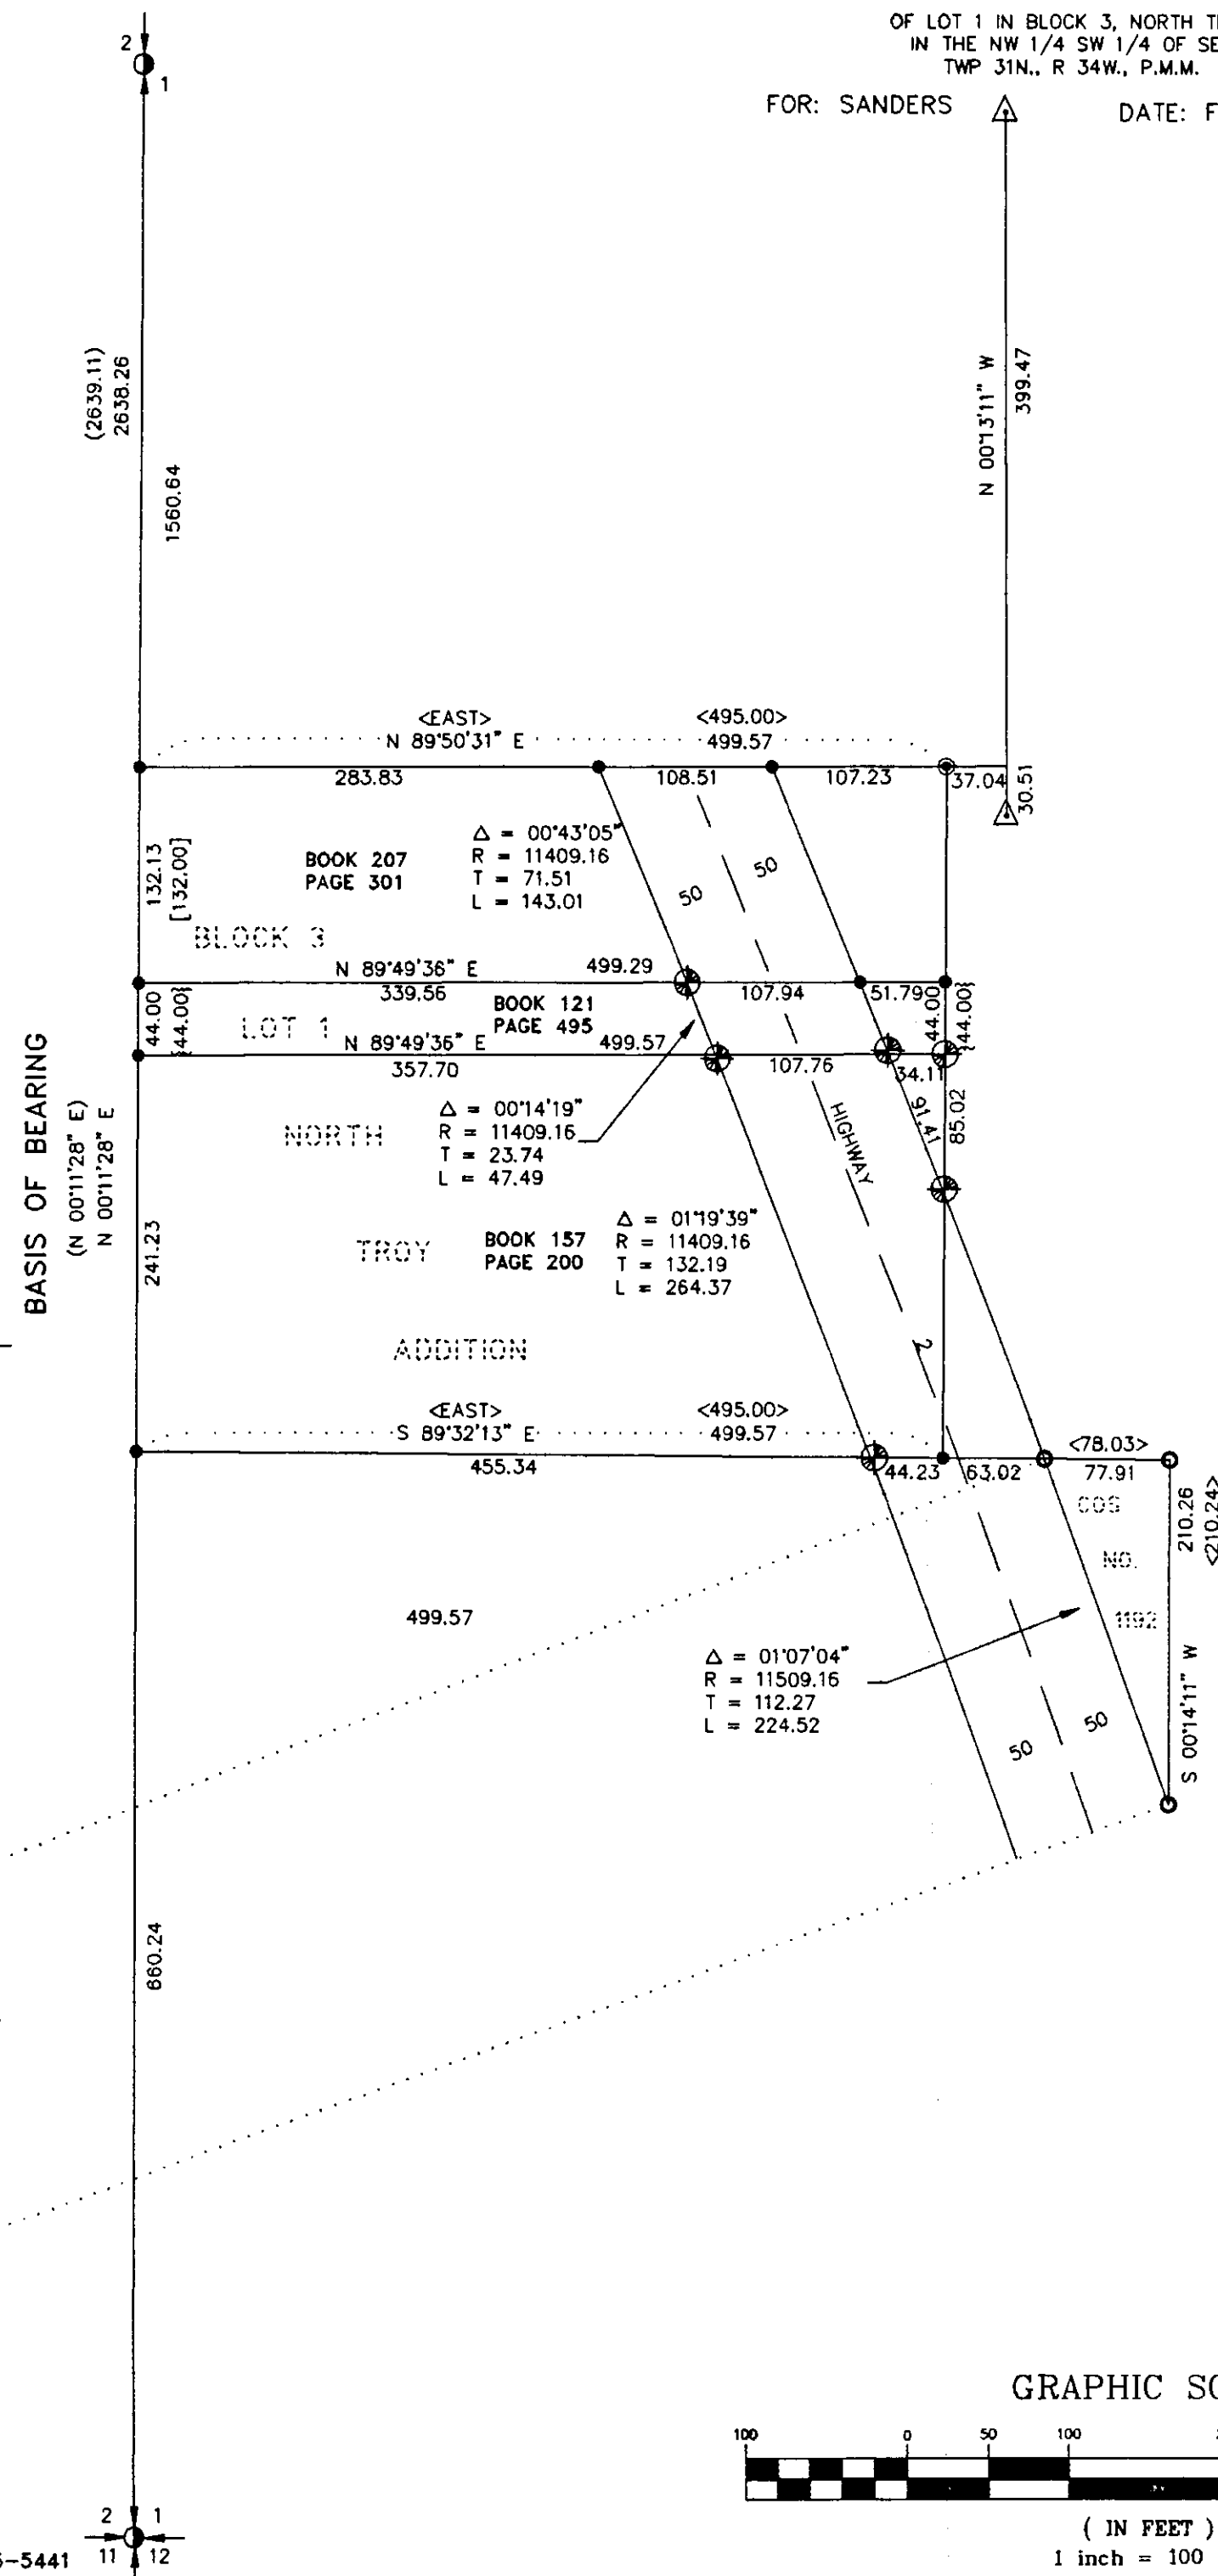 OF LOT 1 IN BLOCK 3, NORTH
IN THE NW 1/4 SW 1/4 OF
TWP 31N., R 34W., P.M.M.
FOR: SANDERS
DATE:
2
1
(2639.11)
2638.26
1560.64
N 00°13'11" W
399.47
<EAST>
<495.00>
N 89°50'31" E
499.57
283.83
108.51
107.23
37.04
30.51
132.13
[132.00]
BOOK 207
PAGE 301
Δ = 00°43'05"
R = 11409.16
T = 71.51
L = 143.01
50
50
BLOCK 3
N 89°49'36" E
499.29
339.56
107.94
51.79
BOOK 121
PAGE 495
44.00
{44.00}
LOT 1
44.00
{44.00}
N 89°49'36" E
499.57
357.70
107.76
34.11
BASIS OF BEARING
(N 00°11'28" E)
N 00°11'28" E
NORTH
Δ = 00°14'19"
R = 11409.16
T = 23.74
L = 47.49
HIGHWAY
91.41
85.02
241.23
TROY
BOOK 157
PAGE 200
Δ = 01°19'39"
R = 11409.16
T = 132.19
L = 264.37
2
ADDITION
<EAST>
<495.00>
S 89°32'13" E
499.57
455.34
44.23
63.02
<78.03>
77.91
COS
NO.
1192
210.26
<210.24>
S 00°14'11" W
499.57
Δ = 01°07'04"
R = 11509.16
T = 112.27
L = 224.52
50
50
660.24
GRAPHIC
100
0
50
100
( IN FEET )
1 inch = 100
2
1
11
12
-5441